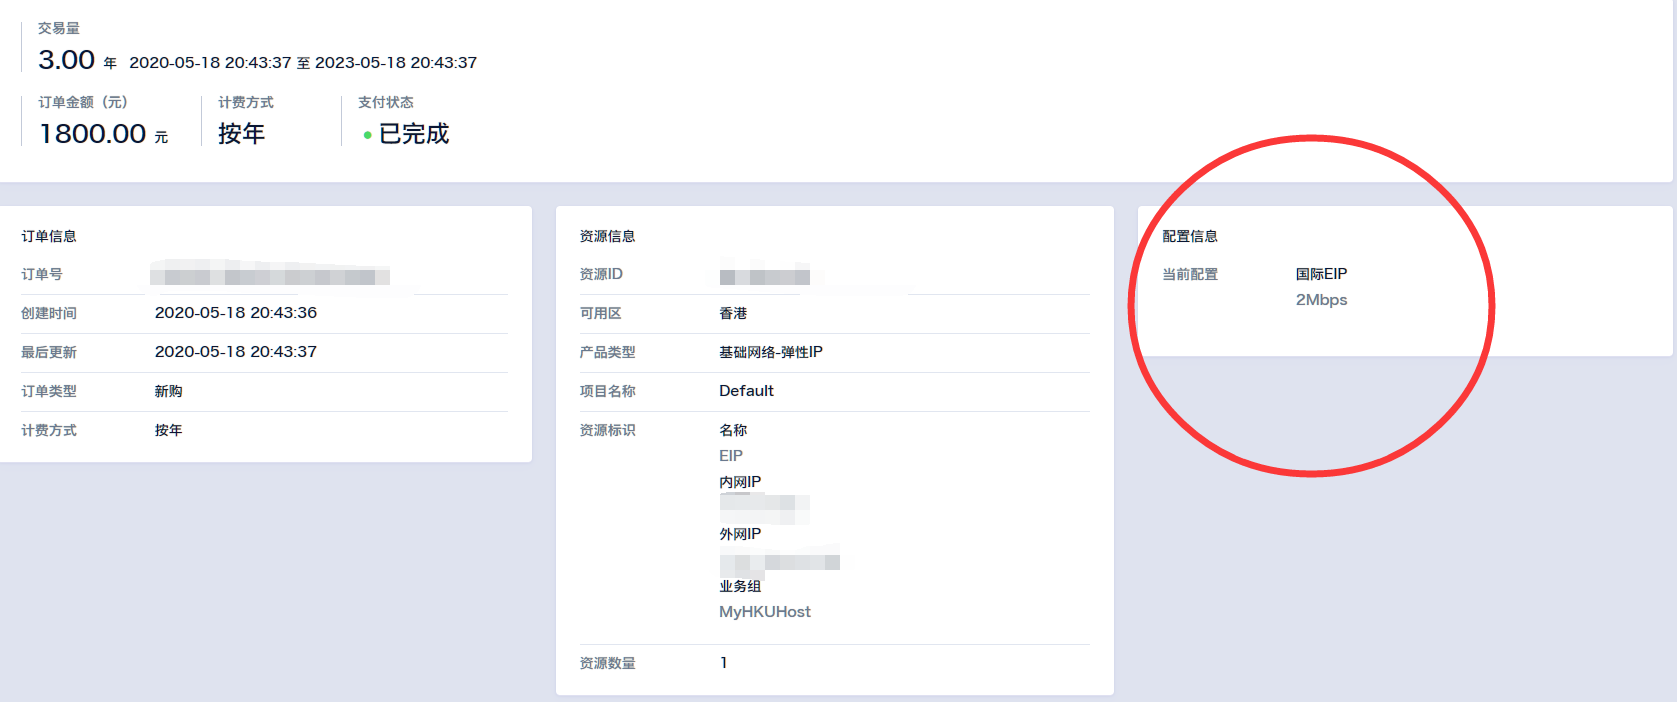 交易量
3.00 年 2020-05-18 20:43:37 至 2023-05-18 20:43:37
订单金额（元） 计费方式 支付状态
1800.00 元 按年 已完成
订单信息
订单号
创建时间 2020-05-18 20:43:36
最后更新 2020-05-18 20:43:37
订单类型 新购
计费方式 按年
资源信息
资源ID
可用区 香港
产品类型 基础网络-弹性IP
项目名称 Default
资源标识 名称
EIP
内网IP
外网IP
业务组
MyHKUHost
资源数量 1
配置信息
当前配置 国际EIP
2Mbps